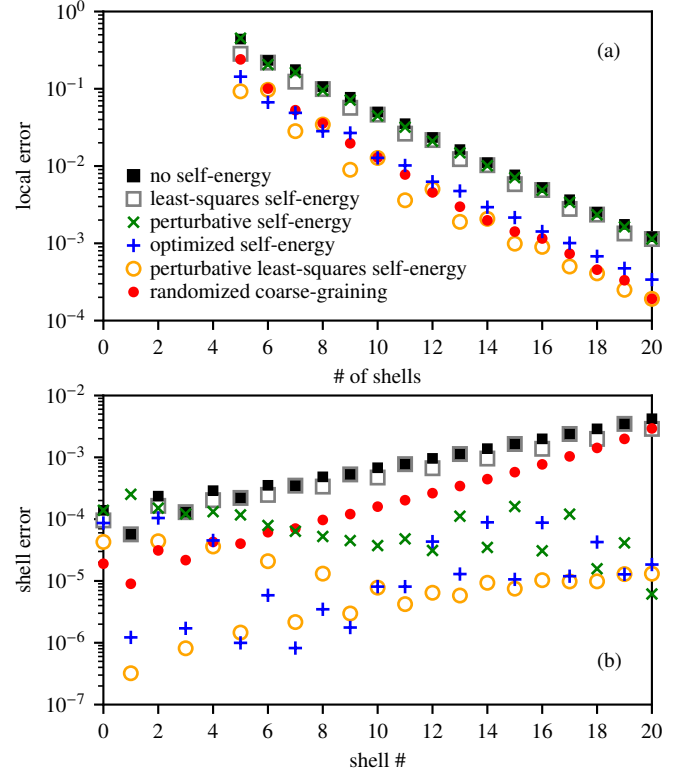 10^0
10^-1
10^-2
10^-3
10^-4
local error
(a)
no self-energy
least-squares self-energy
perturbative self-energy
optimized self-energy
perturbative least-squares self-energy
randomized coarse-graining
0 2 4 6 8 10 12 14 16 18 20
# of shells
10^-2
10^-3
10^-4
10^-5
10^-6
10^-7
shell error
(b)
0 2 4 6 8 10 12 14 16 18 20
shell #